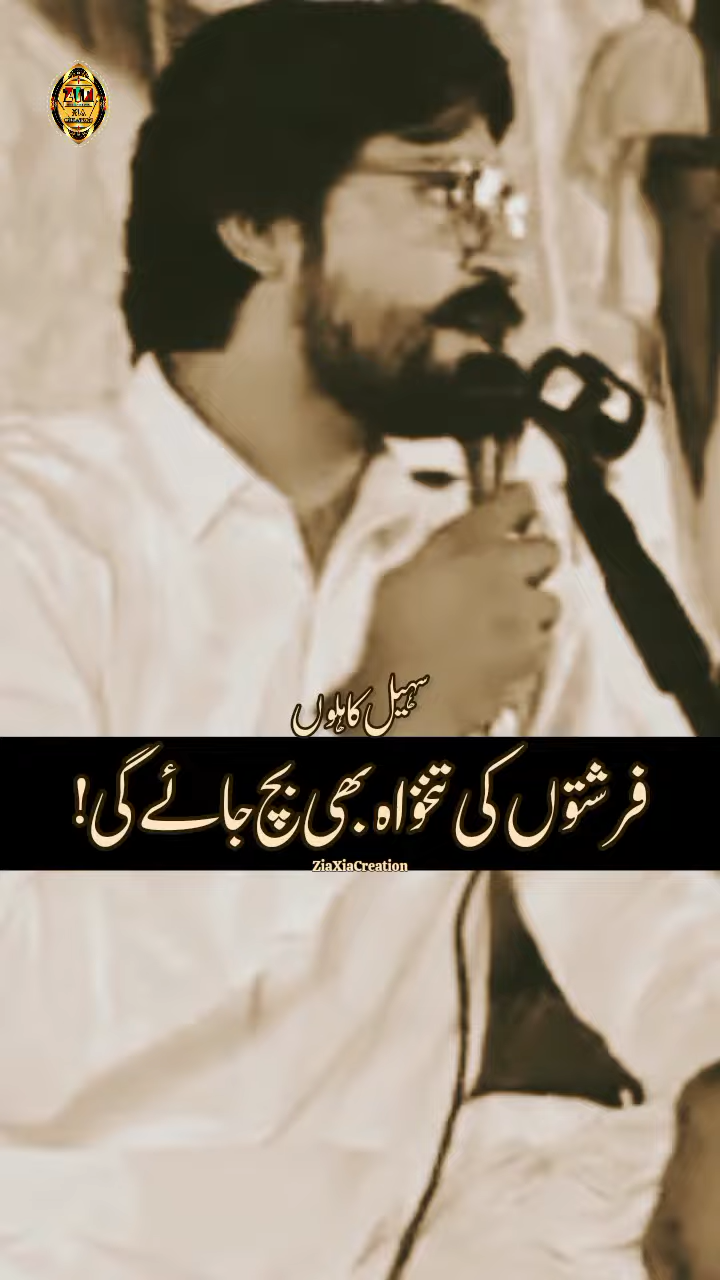 سہیل کاہلوں
فرشتوں کی تنخواہ بھی بچ جائے گی!
ZiaXiaCreation